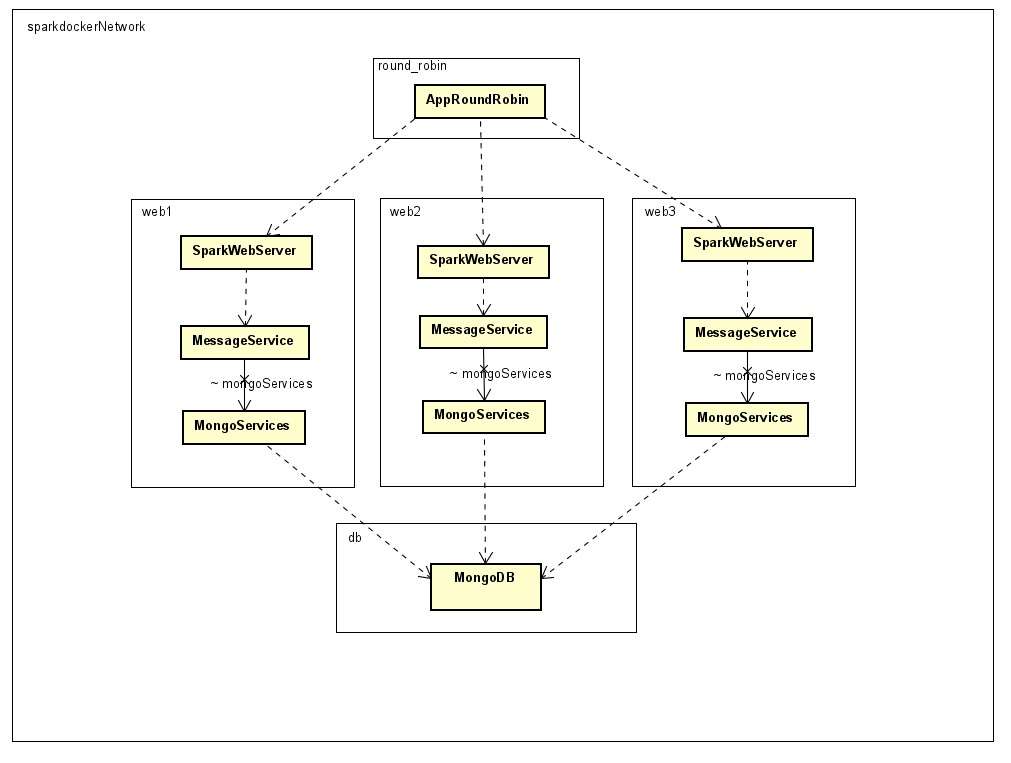 sparkdockerNetwork
round_robin
AppRoundRobin
web1
SparkWebServer
MessageService
~ mongoServices
MongoServices
web2
SparkWebServer
MessageService
~ mongoServices
MongoServices
web3
SparkWebServer
MessageService
~ mongoServices
MongoServices
db
MongoDB